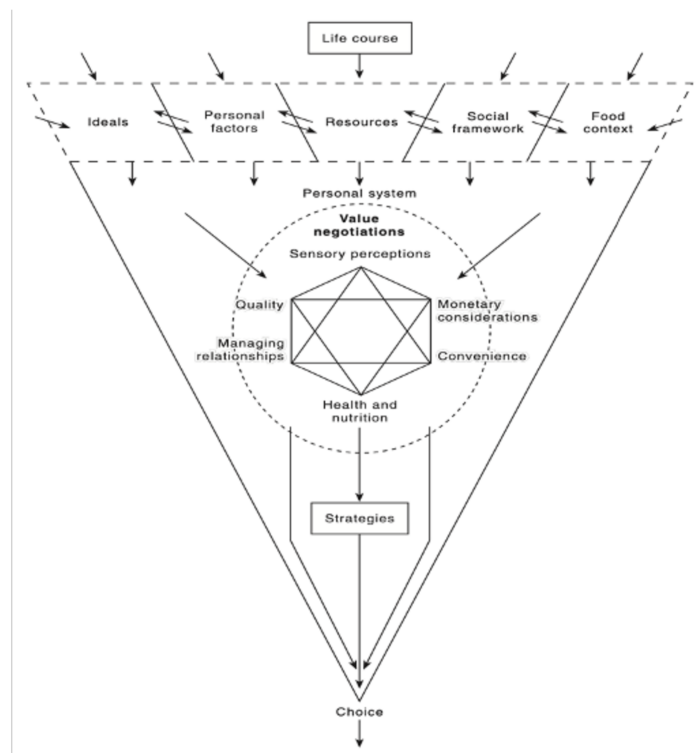 Life course
Ideals
Personal
factors
Resources
Social
framework
Food
context
Personal system
Value
negotiations
Sensory perceptions
Quality
Monetary
considerations
Managing
relationships
Convenience
Health and
nutrition
Strategies
Choice